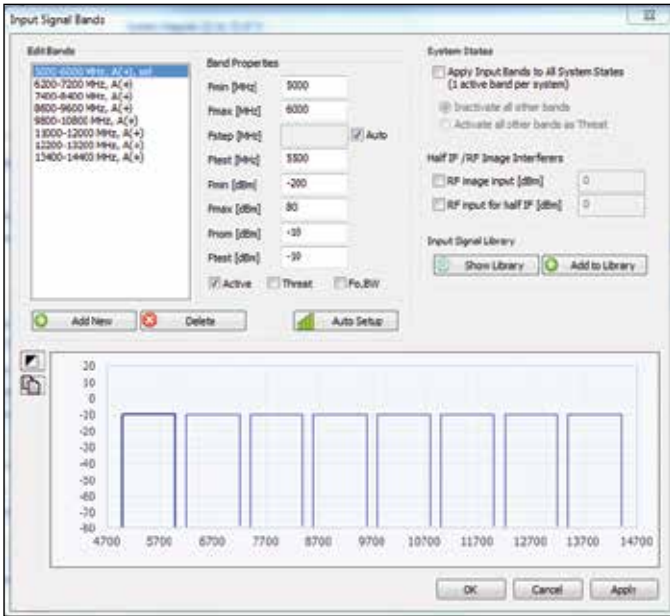 Input Signal Bands
Edit Bands
5000-6000 MHz, A(+), sel
6200-7200 MHz, A(+)
7400-8400 MHz, A(+)
8600-9600 MHz, A(+)
9800-10800 MHz, A(+)
11000-12000 MHz, A(+)
12200-13200 MHz, A(+)
13400-14400 MHz, A(+)
Add New
Delete
Band Properties
Fmin [MHz] 5000
Fmax [MHz] 6000
Fstep [MHz] Auto
Ftest [MHz] 5500
Pmin [dBm] -200
Pmax [dBm] 80
Pnom [dBm] -10
Ptest [dBm] -10
Active Threat Fo,BW
Auto Setup
System States
Apply Input Bands to All System States
(1 active band per system)
Inactivate all other bands
Activate all other bands as Threat
Half IF /RF Image Interferers
RF image input [dBm] 0
RF input for half IF [dBm] 0
Input Signal Library
Show Library
Add to Library
20
10
0
-10
-20
-30
-40
-50
-60
-70
-80
4700 5700 6700 7700 8700 9700 10700 11700 12700 13700 14700
OK Cancel Apply